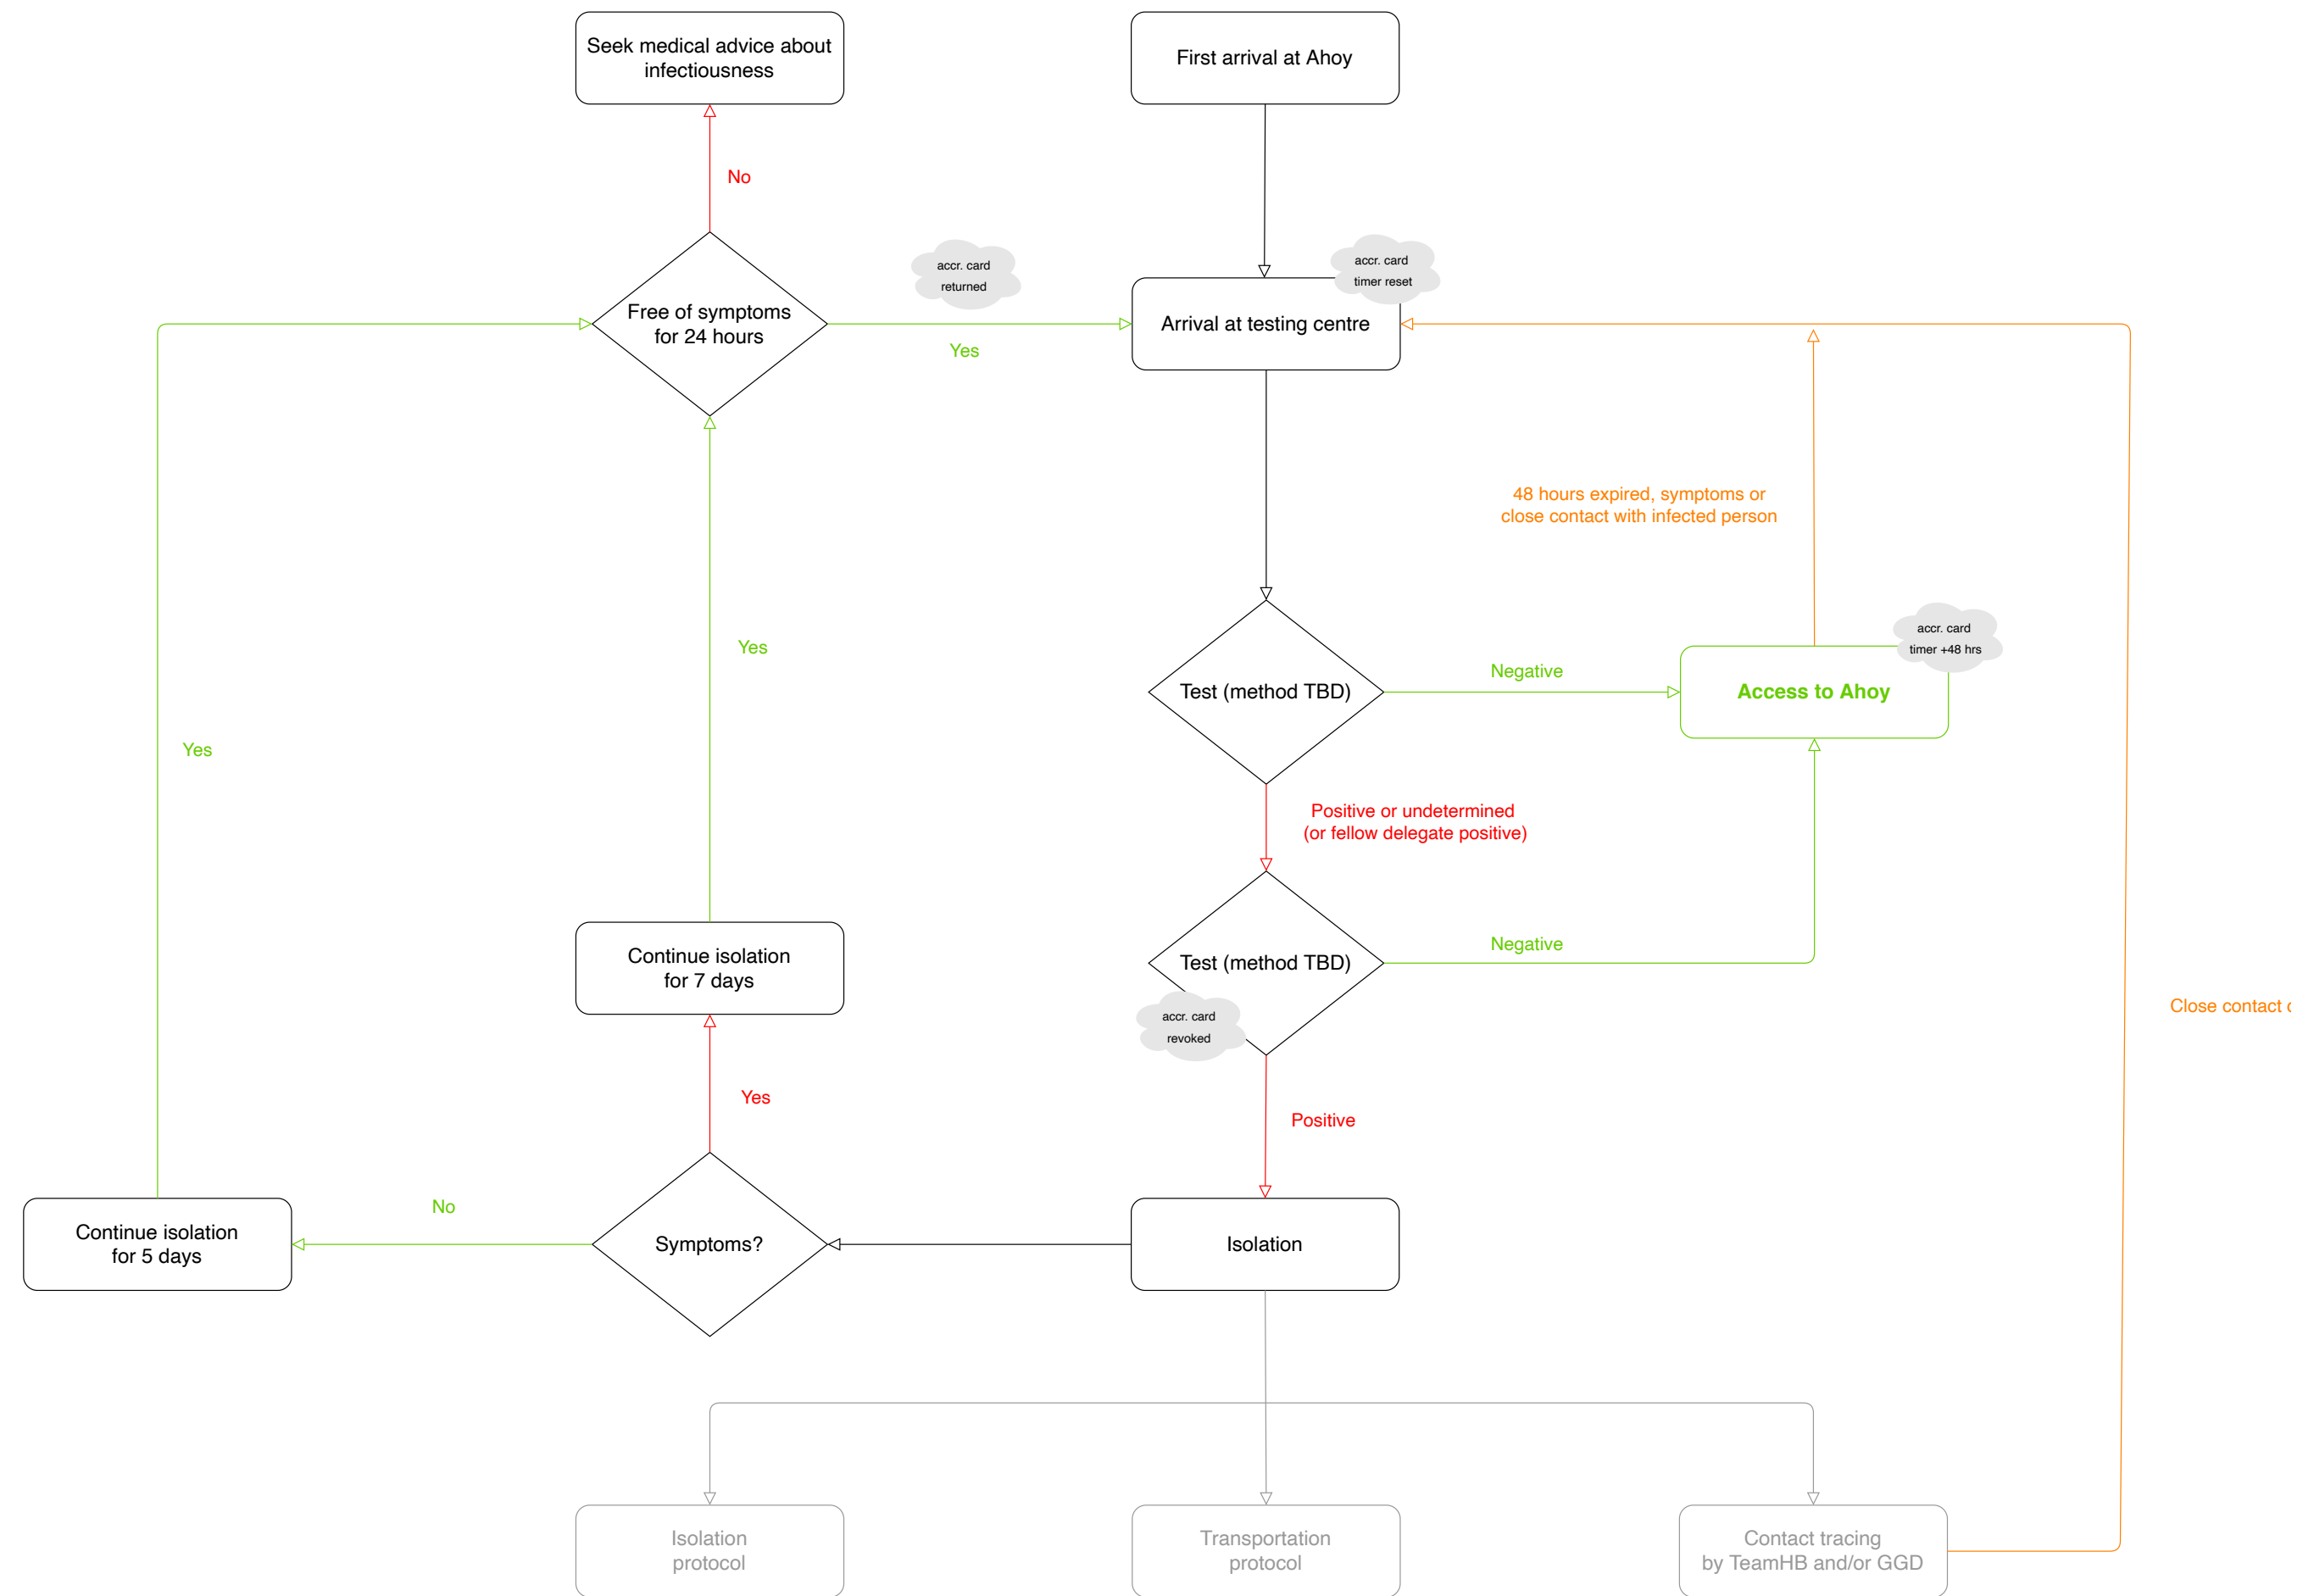 Seek medical advice about
infectiousness
First arrival at Ahoy
No
accr. card
returned
accr. card
timer reset
Free of symptoms
for 24 hours
Yes
Arrival at testing centre
48 hours expired, symptoms or
close contact with infected person
Yes
accr. card
timer +48 hrs
Test (method TBD)
Negative
Access to Ahoy
Yes
Positive or undetermined
(or fellow delegate positive)
Continue isolation
for 7 days
Test (method TBD)
Negative
accr. card
revoked
Close contact
Yes
Positive
No
Continue isolation
for 5 days
Symptoms?
Isolation
Isolation
protocol
Transportation
protocol
Contact tracing
by TeamHB and/or GGD